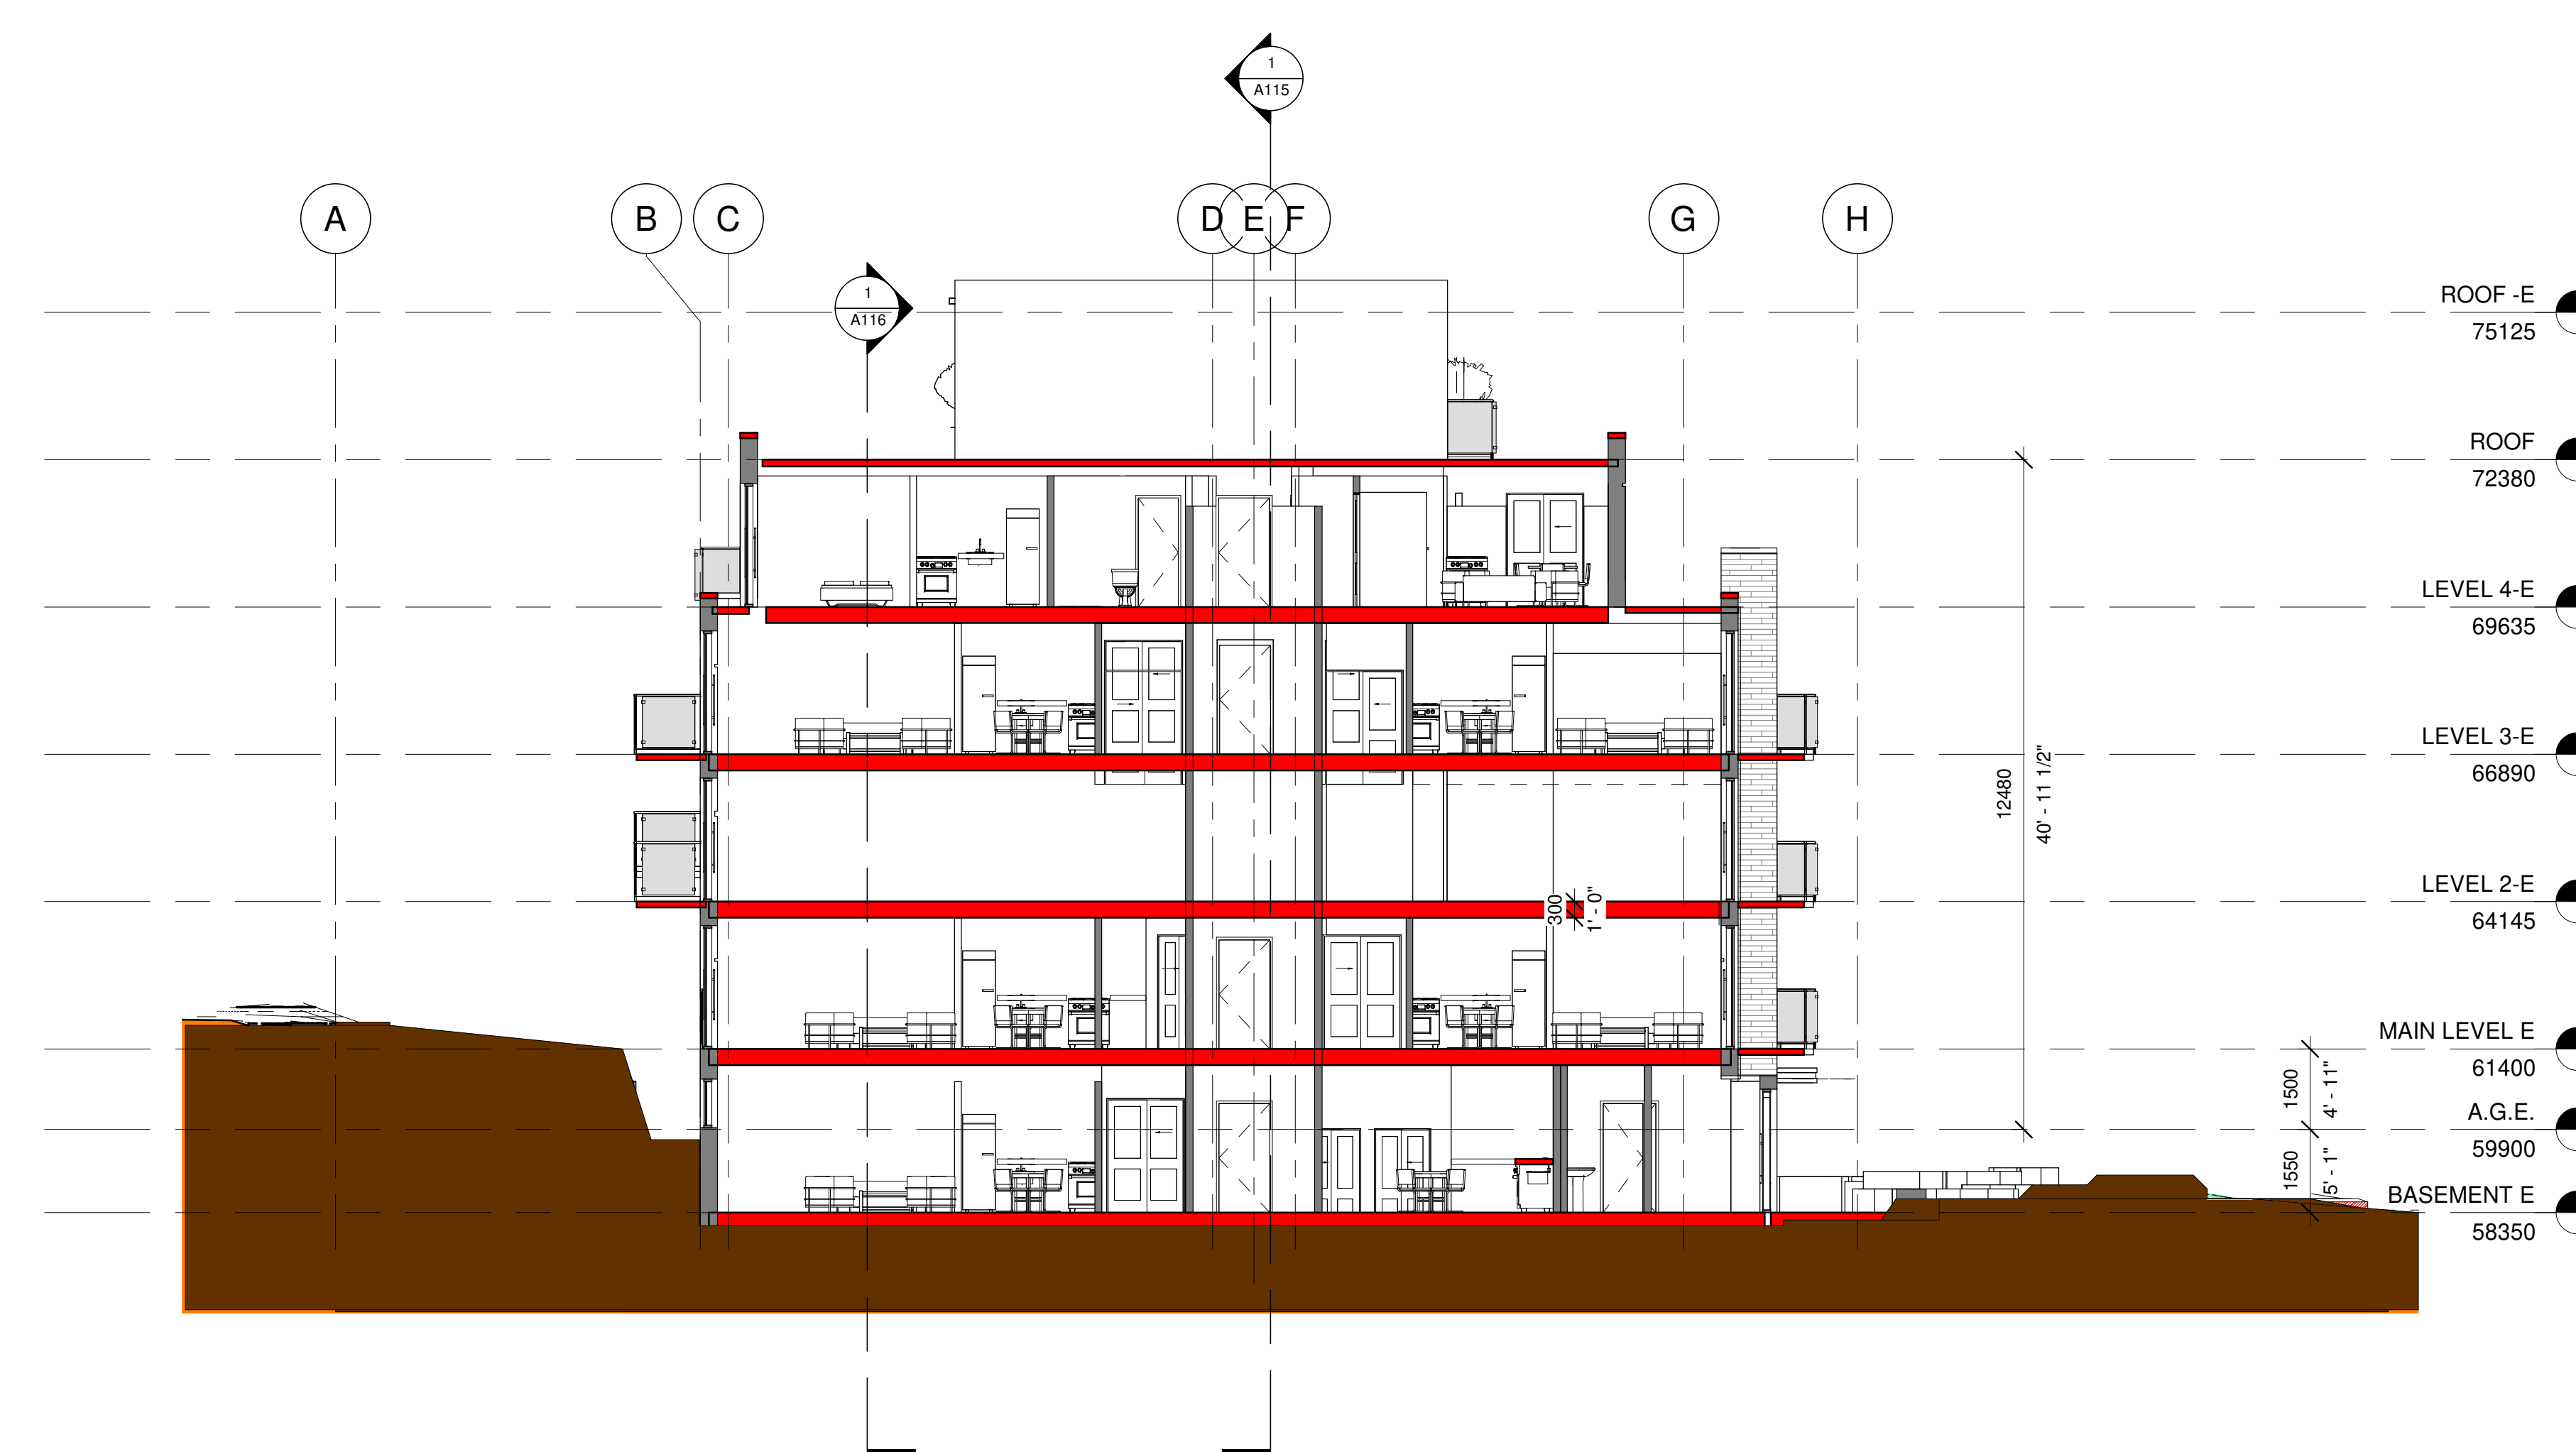 1
A115
A
B
C
D
E
F
G
H
1
A116
ROOF -E
75125
ROOF
72380
LEVEL 4-E
69635
LEVEL 3-E
66890
12480
40' - 11 1/2"
LEVEL 2-E
64145
300
1' - 0"
MAIN LEVEL E
61400
1500
4' - 11"
A.G.E.
59900
1550
5' - 1"
BASEMENT E
58350